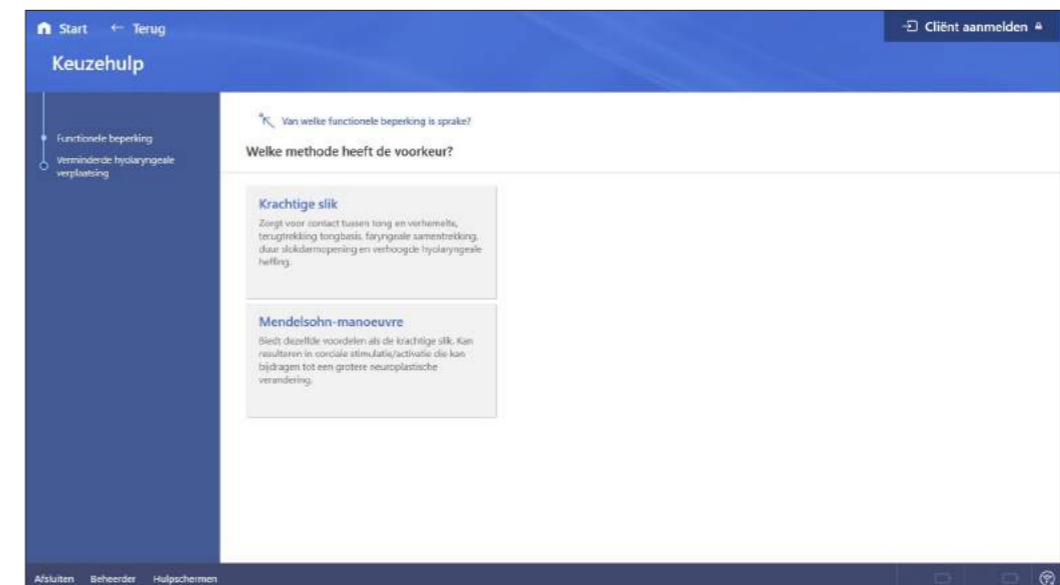 Start ← Terug
Cliënt aanmelden
Keuzehulp
Functionele beperking
Verminderde hyolaryngeale
verplaatsing
Van welke functionele beperking is sprake?
Welke methode heeft de voorkeur?
Krachtige slik
Zorgt voor contact tussen tong en verhemelte,
terugtrekking tongbasis, faryngeale samentrekking,
duur slokdarmopening en verhoogde hyolaryngeale
heffing.
Mendelsohn-manoeuvre
Biedt dezelfde voordelen als de krachtige slik. Kan
resulteren in corciale stimulatie/activatie die kan
bijdragen tot een grotere neuroplastische
verandering.
Afsluiten Beheerder Hulpschermen